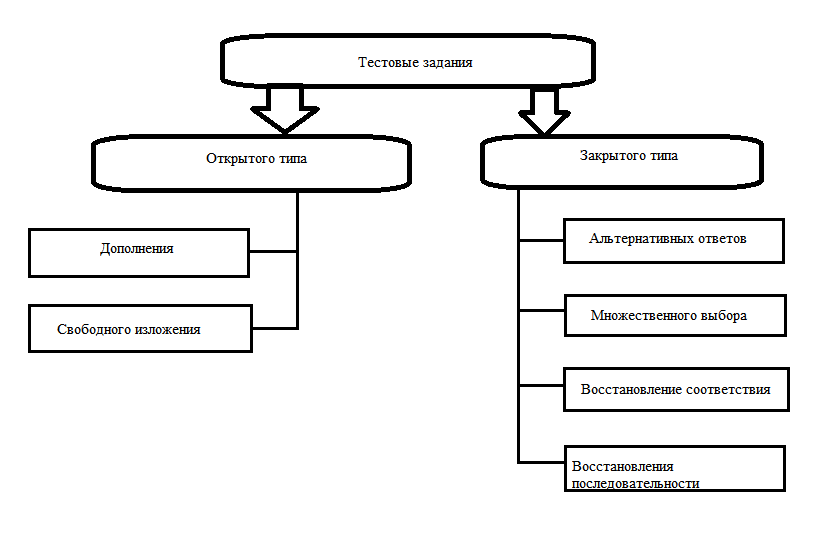 Тестовые задания
Открытого типа
Закрытого типа
Дополнения
Свободного изложения
Альтернативных ответов
Множественного выбора
Восстановление соответствия
Восстановления
последовательности